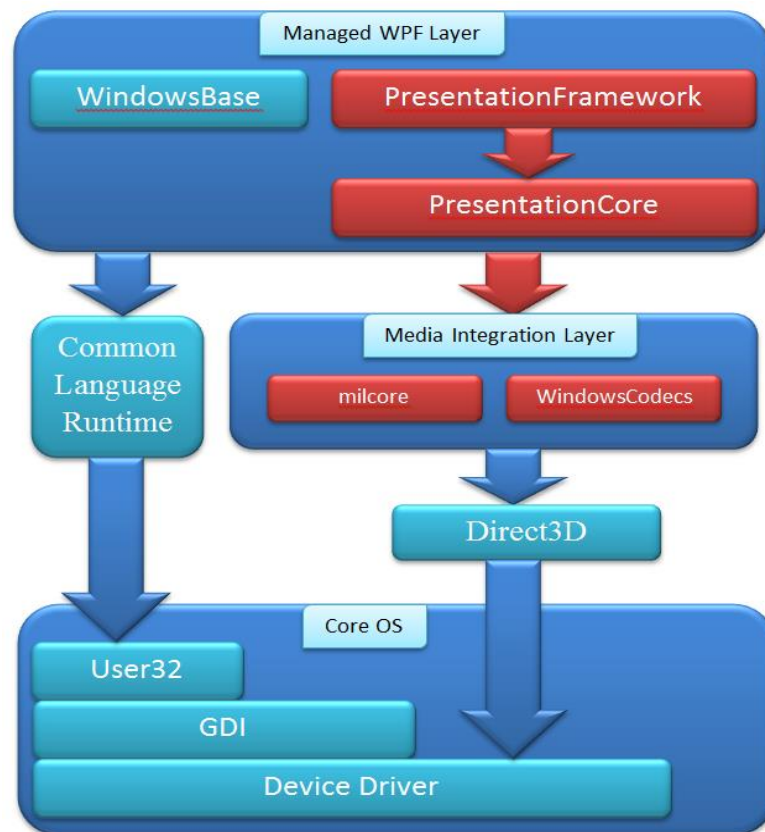 Managed WPF Layer
WindowsBase
PresentationFramework
PresentationCore
Common
Language
Runtime
Media Integration Layer
milcore
WindowsCodecs
Direct3D
Core OS
User32
GDI
Device Driver